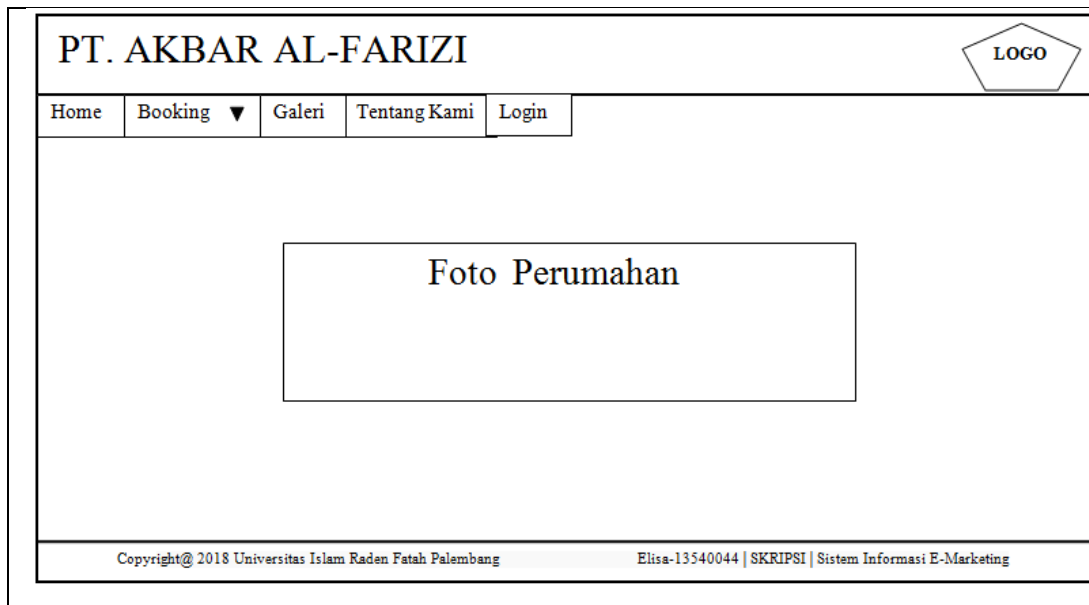 PT. AKBAR AL-FARIZI
LOGO
Home Booking ▼ Galeri Tentang Kami Login
Foto Perumahan
Copyright@ 2018 Universitas Islam Raden Fatah Palembang Elisa-13540044 | SKRIPSI | Sistem Informasi E-Marketing